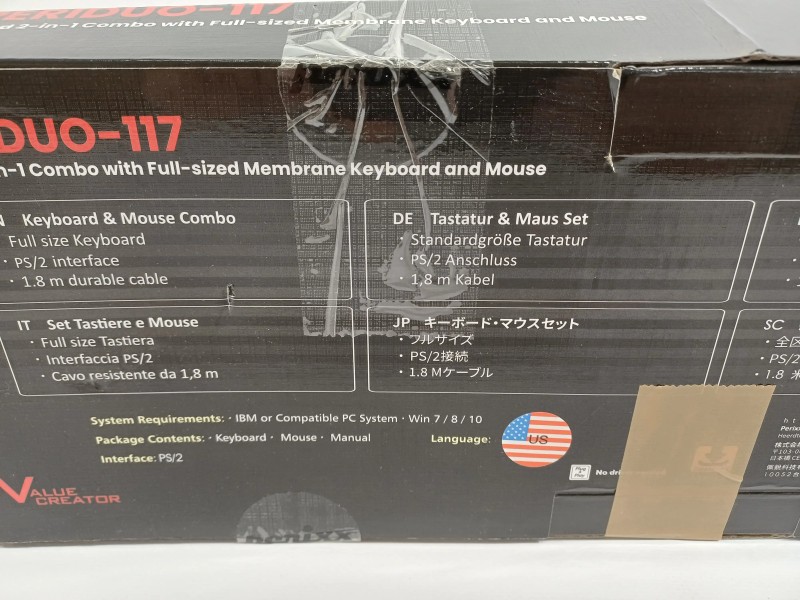 PERIDUO-117
2-in-1 Combo with Full-sized Membrane Keyboard and Mouse
DUO-117
-1 Combo with Full-sized Membrane Keyboard and Mouse
Keyboard & Mouse Combo
Full size Keyboard
· PS/2 interface
· 1.8 m durable cable
DE Tastatur & Maus Set
· Standardgröße Tastatur
· PS/2 Anschluss
· 1,8 m Kabel
IT Set Tastiere e Mouse
· Full size Tastiera
· Interfaccia PS/2
· Cavo resistente da 1,8 m
JP キーボード・マウスセット
· フルサイズ
· PS/2接続
· 1.8 Mケーブル
SC
· 全区
· PS/2
· 1.8 米
System Requirements: · IBM or Compatible PC System · Win 7 / 8 / 10
Package Contents: · Keyboard · Mouse · Manual
Language: US
Interface: PS/2
Plug & Play
No
VALUE CREATOR
perixx